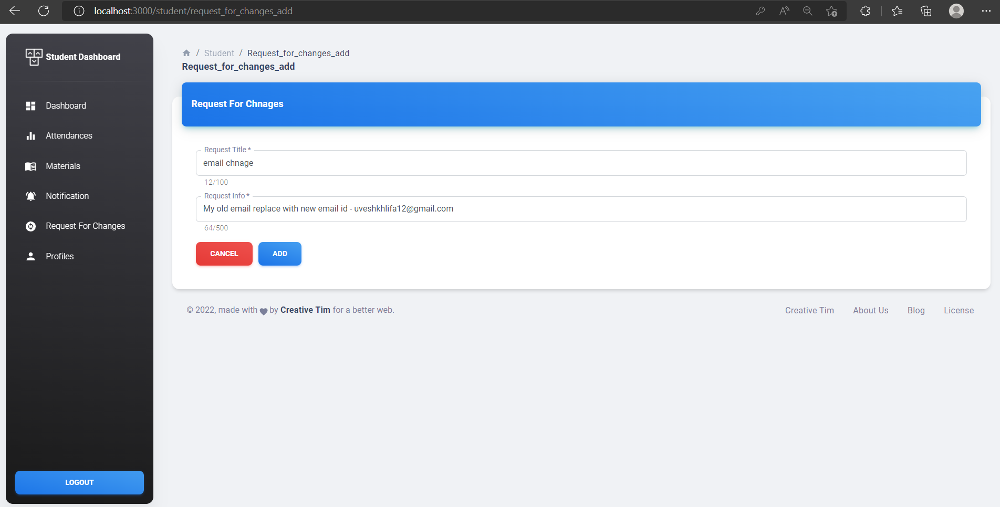 localhost:3000/student/request_for_changes_add
Student Dashboard
Dashboard
Attendances
Materials
Notification
Request For Changes
Profiles
LOGOUT
/ Student / Request_for_changes_add
Request_for_changes_add
Request For Chnages
Request Title *
email chnage
12/100
Request Info *
My old email replace with new email id - uveshkhlifa12@gmail.com
64/500
CANCEL ADD
© 2022, made with by Creative Tim for a better web.
Creative Tim About Us Blog License